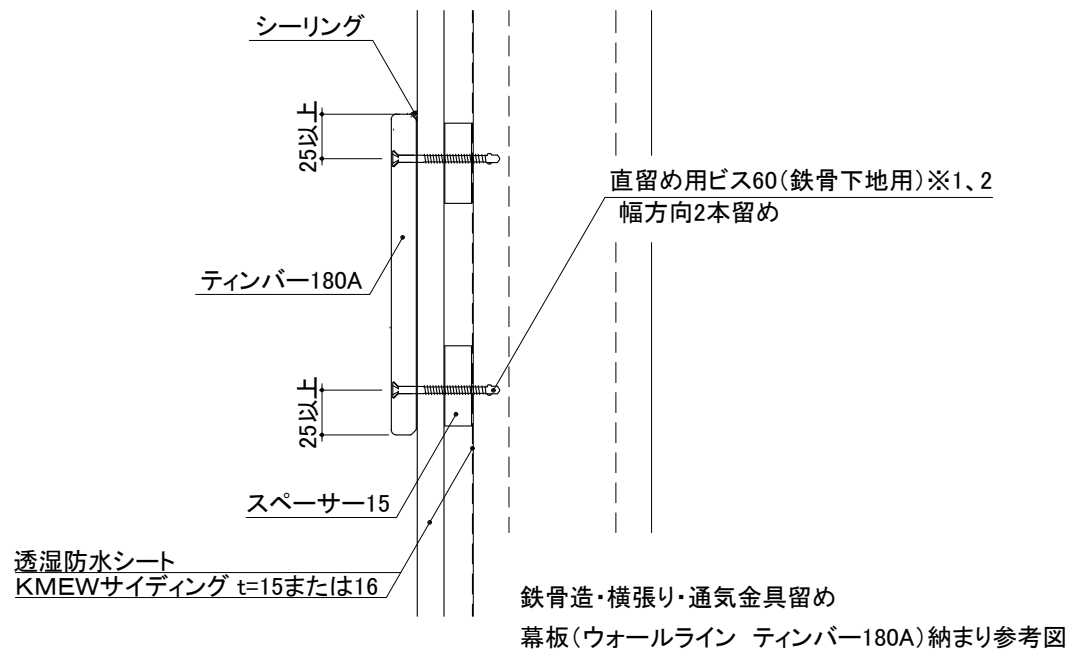 シーリング
25以上
直留め用ビス60(鉄骨下地用)※1、2
幅方向2本留め
ティンバー180A
25以上
スペーサー15
透湿防水シート
KMEWサイディング t=15または16
鉄骨造・横張り・通気金具留め
幕板(ウォールライン ティンバー180A)納まり参考図